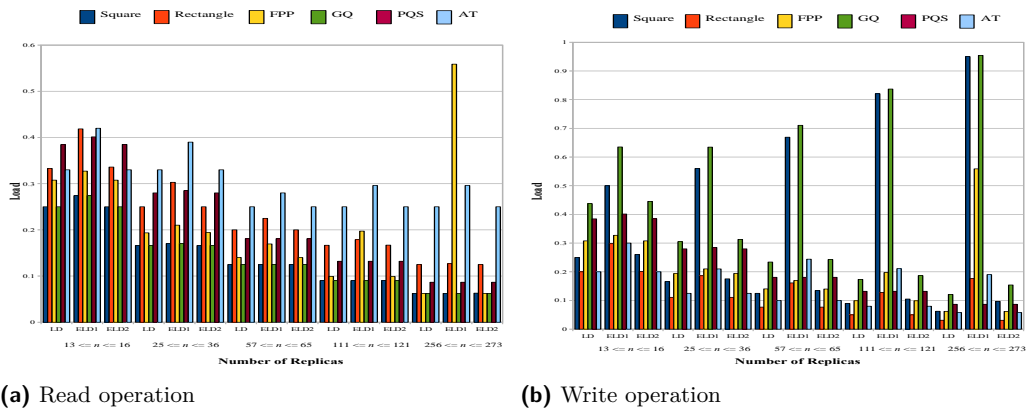 Square Rectangle FPP GQ PQS AT
0.6
0.5
0.4
0.3
0.2
0.1
0
Load
LD ELD1 ELD2 LD ELD1 ELD2 LD ELD1 ELD2 LD ELD1 ELD2 LD ELD1 ELD2
13 <= n <= 16 25 <= n <= 36 57 <= n <= 65 111 <= n <= 121 256 <= n <= 273
Number of Replicas
(a) Read operation
Square Rectangle FPP GQ PQS AT
1
0.9
0.8
0.7
0.6
0.5
0.4
0.3
0.2
0.1
0
Load
LD ELD1 ELD2 LD ELD1 ELD2 LD ELD1 ELD2 LD ELD1 ELD2 LD ELD1 ELD2
13 <= n <= 16 25 <= n <= 36 57 <= n <= 65 111 <= n <= 121 256 <= n <= 273
Number of Replicas
(b) Write operation